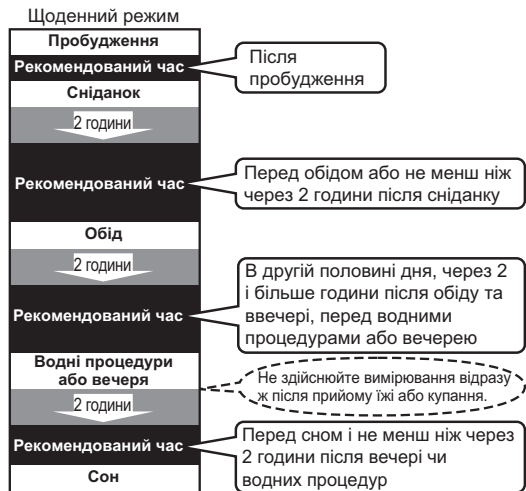 Щоденний режим
Пробудження
Рекомендований час
Після
пробудження
Сніданок
2 години
Рекомендований час
Перед обідом або не менш ніж
через 2 години після сніданку
Обід
2 години
Рекомендований час
В другій половині дня, через 2
і більше години після обіду та
ввечері, перед водними
процедурами або вечерею
Водні процедури
або вечеря
Не здійснюйте вимірювання відразу
ж після прийому їжі або купання.
2 години
Рекомендований час
Перед сном і не менш ніж через
2 години після вечері чи
водних процедур
Сон